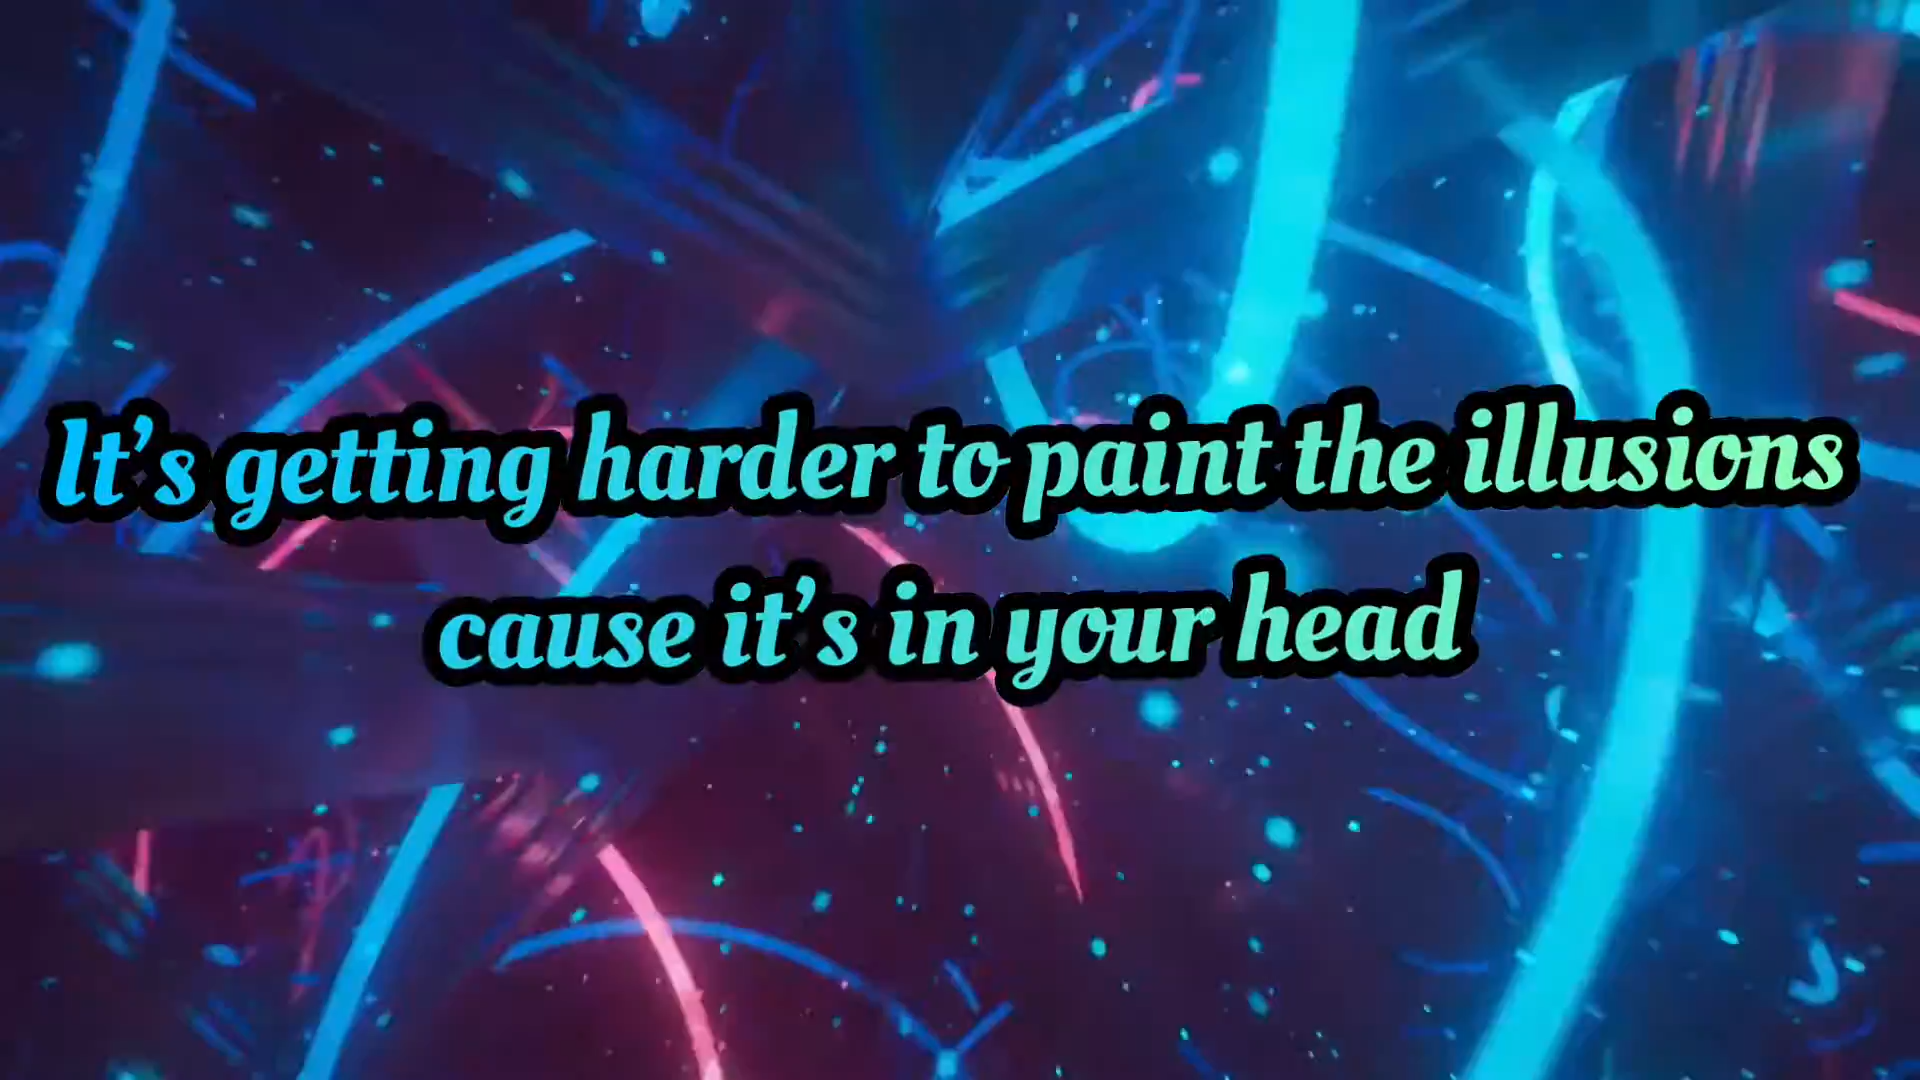 It’s getting harder to paint the illusions
cause it’s in your head